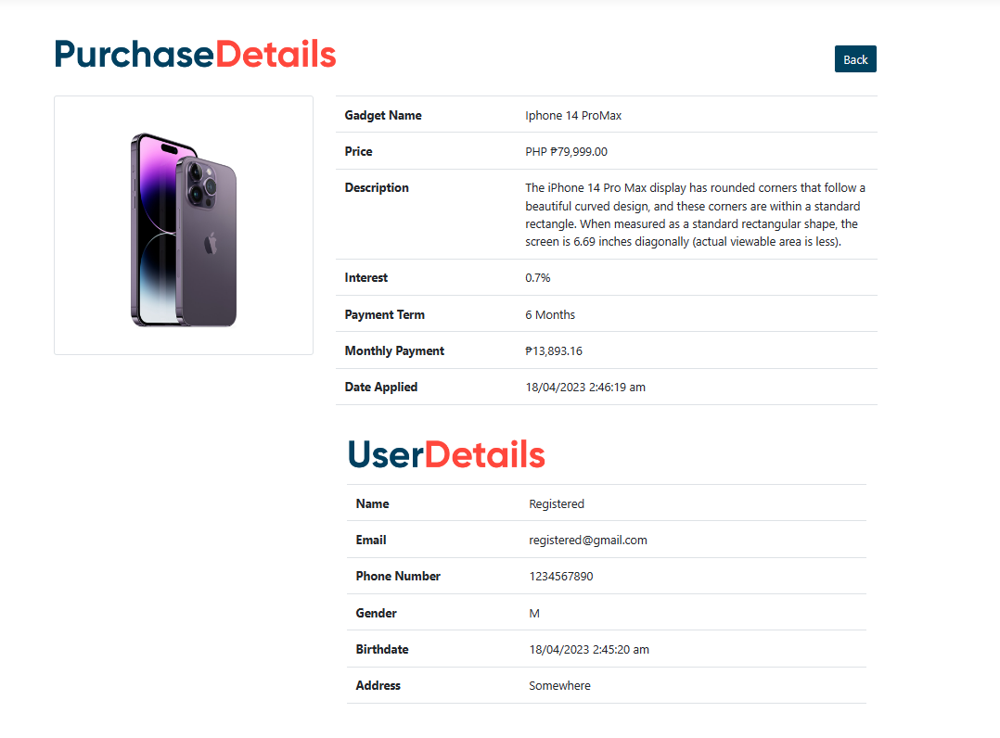 PurchaseDetails
Back
Gadget Name Iphone 14 ProMax
Price PHP ₱79,999.00
Description The iPhone 14 Pro Max display has rounded corners that follow a
beautiful curved design, and these corners are within a standard
rectangle. When measured as a standard rectangular shape, the
screen is 6.69 inches diagonally (actual viewable area is less).
Interest 0.7%
Payment Term 6 Months
Monthly Payment ₱13,893.16
Date Applied 18/04/2023 2:46:19 am
UserDetails
Name Registered
Email registered@gmail.com
Phone Number 1234567890
Gender M
Birthdate 18/04/2023 2:45:20 am
Address Somewhere